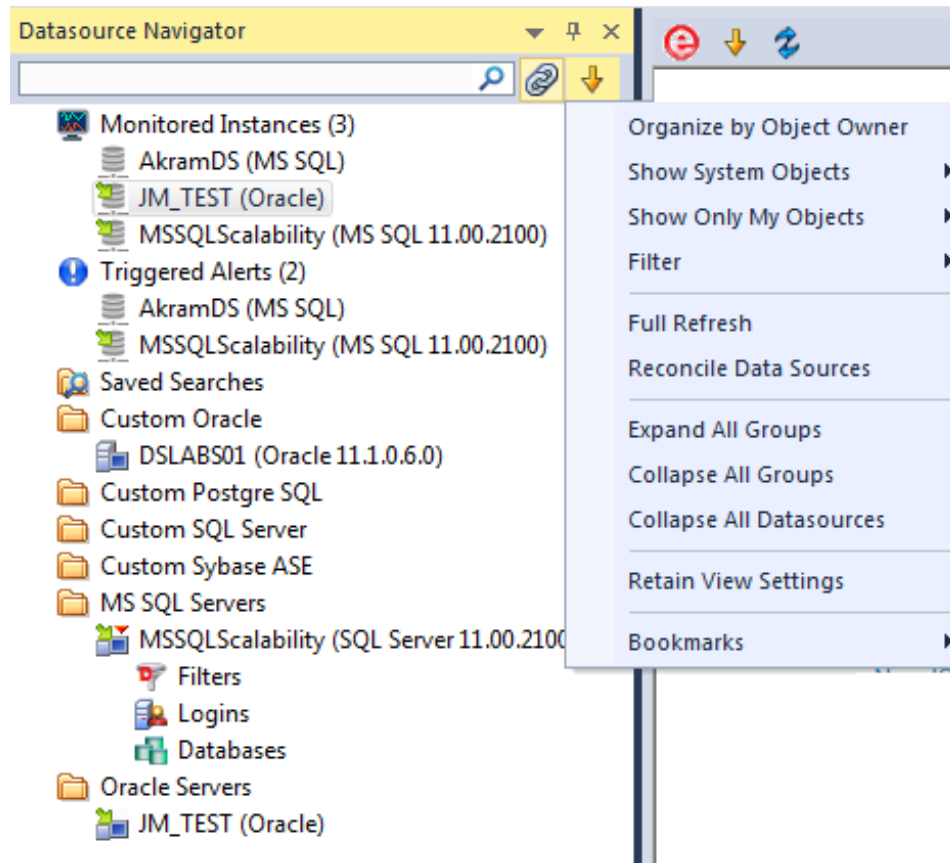 Datasource Navigator
Monitored Instances (3)
AkramDS (MS SQL)
JM_TEST (Oracle)
MSSQLScalability (MS SQL 11.00.2100)
Triggered Alerts (2)
AkramDS (MS SQL)
MSSQLScalability (MS SQL 11.00.2100)
Saved Searches
Custom Oracle
DSLABS01 (Oracle 11.1.0.6.0)
Custom Postgre SQL
Custom SQL Server
Custom Sybase ASE
MS SQL Servers
MSSQLScalability (SQL Server 11.00.2100
Filters
Logins
Databases
Oracle Servers
JM_TEST (Oracle)
Organize by Object Owner
Show System Objects
Show Only My Objects
Filter
Full Refresh
Reconcile Data Sources
Expand All Groups
Collapse All Groups
Collapse All Datasources
Retain View Settings
Bookmarks